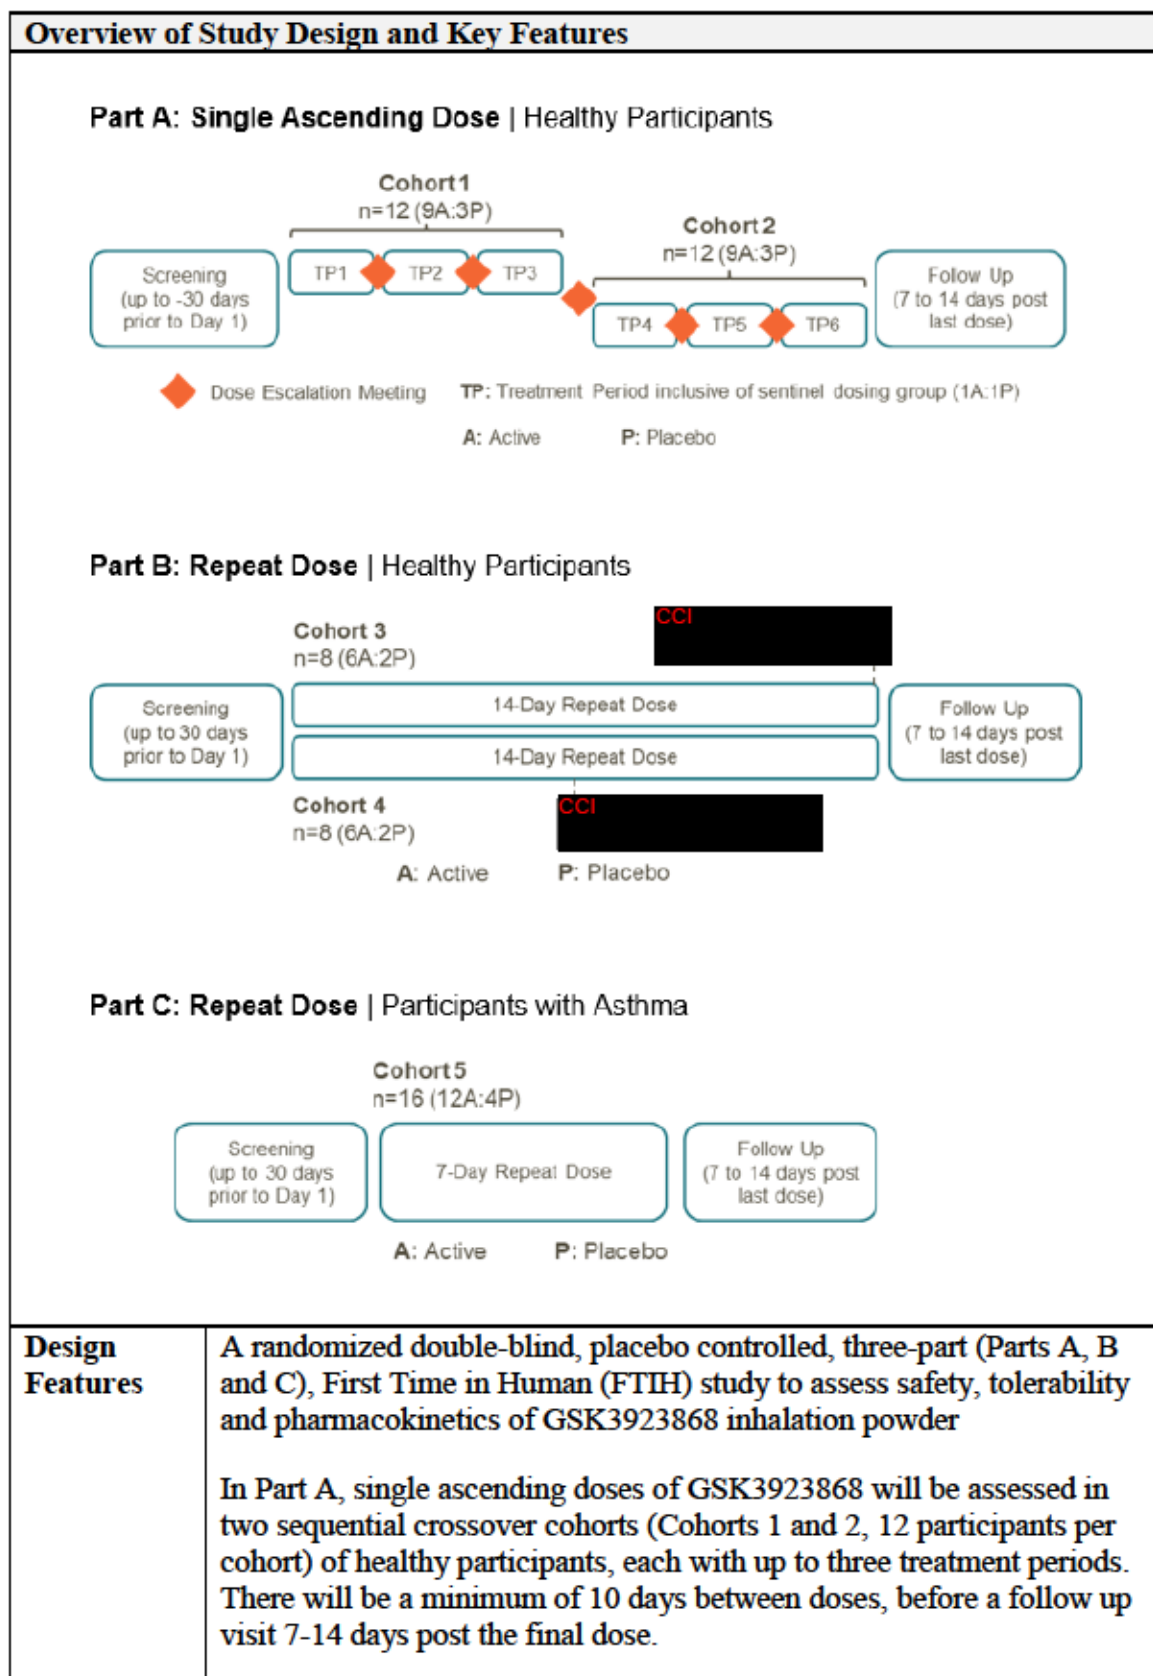 Overview of Study Design and Key Features
Part A: Single Ascending Dose | Healthy Participants
Cohort 1
n=12 (9A:3P)
Cohort 2
n=12 (9A:3P)
Screening
(up to -30 days
prior to Day 1)
TP1
TP2
TP3
TP4
TP5
TP6
Follow Up
(7 to 14 days post
last dose)
Dose Escalation Meeting
TP: Treatment Period inclusive of sentinel dosing group (1A:1P)
A: Active
P: Placebo
Part B: Repeat Dose | Healthy Participants
CCI
Cohort 3
n=8 (6A:2P)
Screening
(up to 30 days
prior to Day 1)
14-Day Repeat Dose
14-Day Repeat Dose
Follow Up
(7 to 14 days post
last dose)
Cohort 4
n=8 (6A:2P)
CCI
A: Active
P: Placebo
Part C: Repeat Dose | Participants with Asthma
Cohort 5
n=16 (12A:4P)
Screening
(up to 30 days
prior to Day 1)
7-Day Repeat Dose
Follow Up
(7 to 14 days post
last dose)
A: Active
P: Placebo
Design
Features
A randomized double-blind, placebo controlled, three-part (Parts A, B
and C), First Time in Human (FTIH) study to assess safety, tolerability
and pharmacokinetics of GSK3923868 inhalation powder
In Part A, single ascending doses of GSK3923868 will be assessed in
two sequential crossover cohorts (Cohorts 1 and 2, 12 participants per
cohort) of healthy participants, each with up to three treatment periods.
There will be a minimum of 10 days between doses, before a follow up
visit 7-14 days post the final dose.